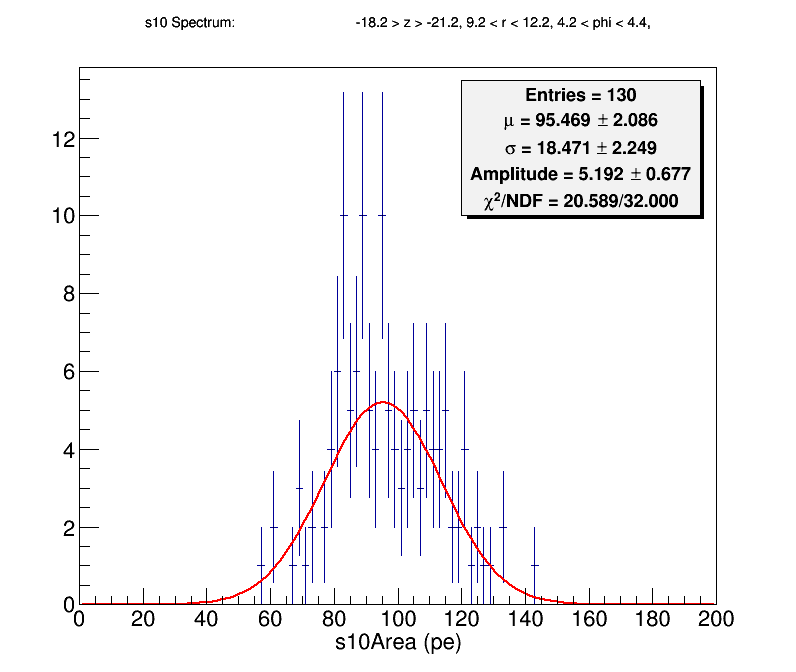 s10 Spectrum: -18.2 > z > -21.2, 9.2 < r < 12.2, 4.2 < phi < 4.4,
Entries = 130
μ = 95.469 ± 2.086
σ = 18.471 ± 2.249
Amplitude = 5.192 ± 0.677
χ²/NDF = 20.589/32.000
12
10
8
6
4
2
0
0 20 40 60 80 100 120 140 160 180 200
s10Area (pe)